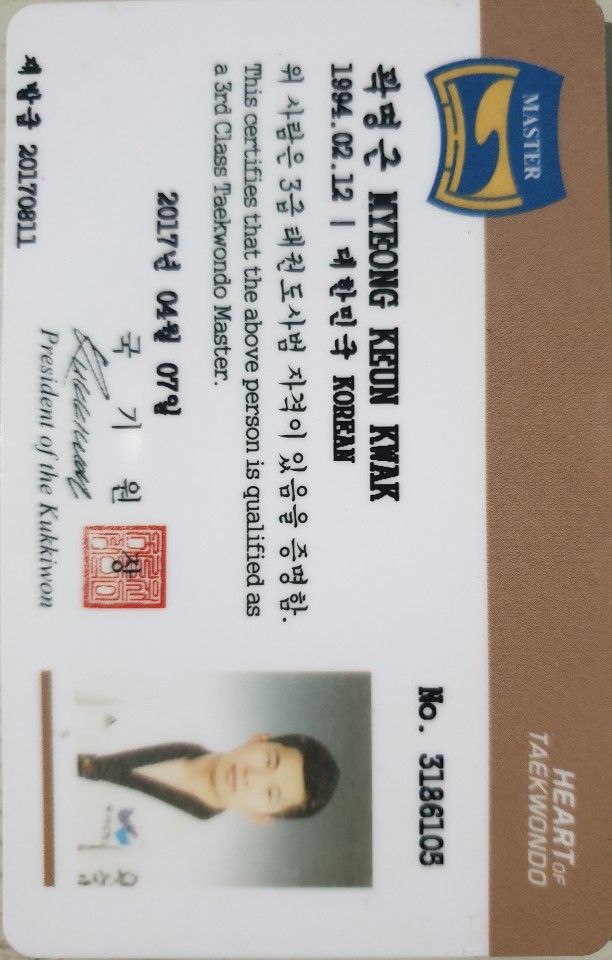 MASTER
HEART OF
TAEKWONDO
No. 3186105
곽명근 MYEONG KEUN KWAK
1994.02.12 | 대한민국 KOREAN
위 사람은 3급 태권도사범 자격이 있음을 증명함.
This certifies that the above person is qualified as
a 3rd Class Taekwondo Master.
2017년 04월 07일
국 기 원 장
President of the Kukkiwon
재발급 20170811